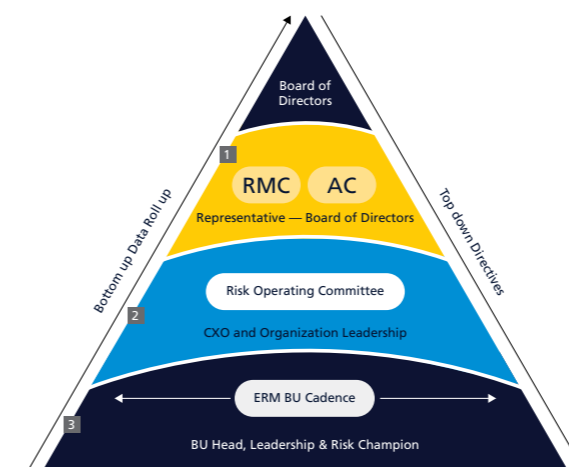 Board of
Directors
1
RMC AC
Representative — Board of Directors
Bottom up Data Roll up
Top down Directives
Risk Operating Committee
2
CXO and Organization Leadership
ERM BU Cadence
3
BU Head, Leadership & Risk Champion